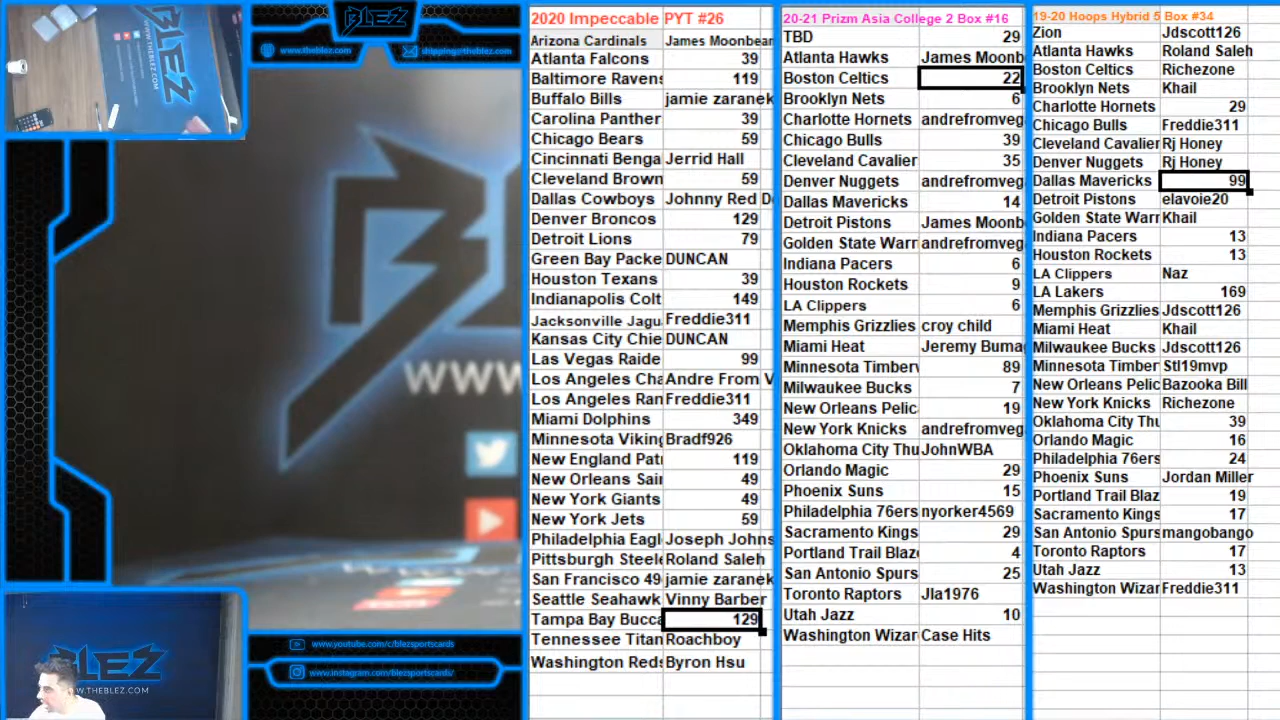 BLEZ
www.theblez.com
shipping@theblez.com
BLEZ
WWW.THEBLEZ.COM
WWW
BLEZ
WWW.THEBLEZ.COM
www.youtube.com/c/blezsportscards
www.instagram.com/blezsportscards/
2020 Impeccable PYT #26
Arizona Cardinals James Moonbean
Atlanta Falcons 39
Baltimore Ravens 119
Buffalo Bills jamie zaranek
Carolina Panther 39
Chicago Bears 59
Cincinnati Benga Jerrid Hall
Cleveland Brown 59
Dallas Cowboys Johnny Red D
Denver Broncos 129
Detroit Lions 79
Green Bay Packe DUNCAN
Houston Texans 39
Indianapolis Colt 149
Jacksonville Jagu Freddie311
Kansas City Chie DUNCAN
Las Vegas Raide 99
Los Angeles Cha Andre From V
Los Angeles Ran Freddie311
Miami Dolphins 349
Minnesota Viking Bradf926
New England Pat 119
New Orleans Sai 49
New York Giants 49
New York Jets 59
Philadelphia Eagl Joseph Johns
Pittsburgh Steele Roland Saleh
San Francisco 49 jamie zaranek
Seattle Seahawk Vinny Barber
Tampa Bay Bucca 129
Tennessee Titan Roachboy
Washington Reds Byron Hsu
20-21 Prizm Asia College 2 Box #16
TBD 29
Atlanta Hawks James Moonb
Boston Celtics 22
Brooklyn Nets 6
Charlotte Hornets andrefromveg
Chicago Bulls 39
Cleveland Cavalier 35
Denver Nuggets andrefromveg
Dallas Mavericks 14
Detroit Pistons James Moonb
Golden State Warr andrefromveg
Indiana Pacers 6
Houston Rockets 9
LA Clippers 6
Memphis Grizzlies croy child
Miami Heat Jeremy Buma
Minnesota Timberv 89
Milwaukee Bucks 7
New Orleans Pelic 19
New York Knicks andrefromveg
Oklahoma City Thu JohnWBA
Orlando Magic 29
Phoenix Suns 15
Philadelphia 76ers nyorker4569
Sacramento Kings 29
Portland Trail Blaz 4
San Antonio Spurs 25
Toronto Raptors Jla1976
Utah Jazz 10
Washington Wizar Case Hits
19-20 Hoops Hybrid 5 Box #34
Zion Jdscott126
Atlanta Hawks Roland Saleh
Boston Celtics Richezone
Brooklyn Nets Khail
Charlotte Hornets 29
Chicago Bulls Freddie311
Cleveland Cavalier Rj Honey
Denver Nuggets Rj Honey
Dallas Mavericks 99
Detroit Pistons elavoie20
Golden State Warr Khail
Indiana Pacers 13
Houston Rockets 13
LA Clippers Naz
LA Lakers 169
Memphis Grizzlies Jdscott126
Miami Heat Khail
Milwaukee Bucks Jdscott126
Minnesota Timber Stl19mvp
New Orleans Pelic Bazooka Bill
New York Knicks Richezone
Oklahoma City Thu 39
Orlando Magic 16
Philadelphia 76ers 24
Phoenix Suns Jordan Miller
Portland Trail Blaz 19
Sacramento Kings 17
San Antonio Spurs mangobango
Toronto Raptors 17
Utah Jazz 13
Washington Wizar Freddie311